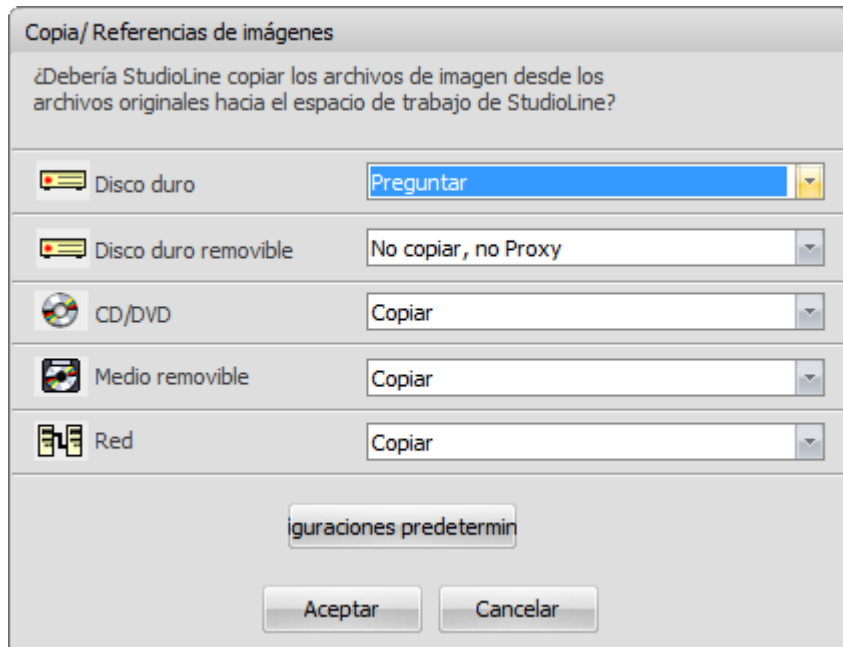 Copia/ Referencias de imágenes
¿Debería StudioLine copiar los archivos de imagen desde los
archivos originales hacia el espacio de trabajo de StudioLine?
Disco duro Preguntar
Disco duro removible No copiar, no Proxy
CD/DVD Copiar
Medio removible Copiar
Red Copiar
iguraciones predetermin
Aceptar Cancelar